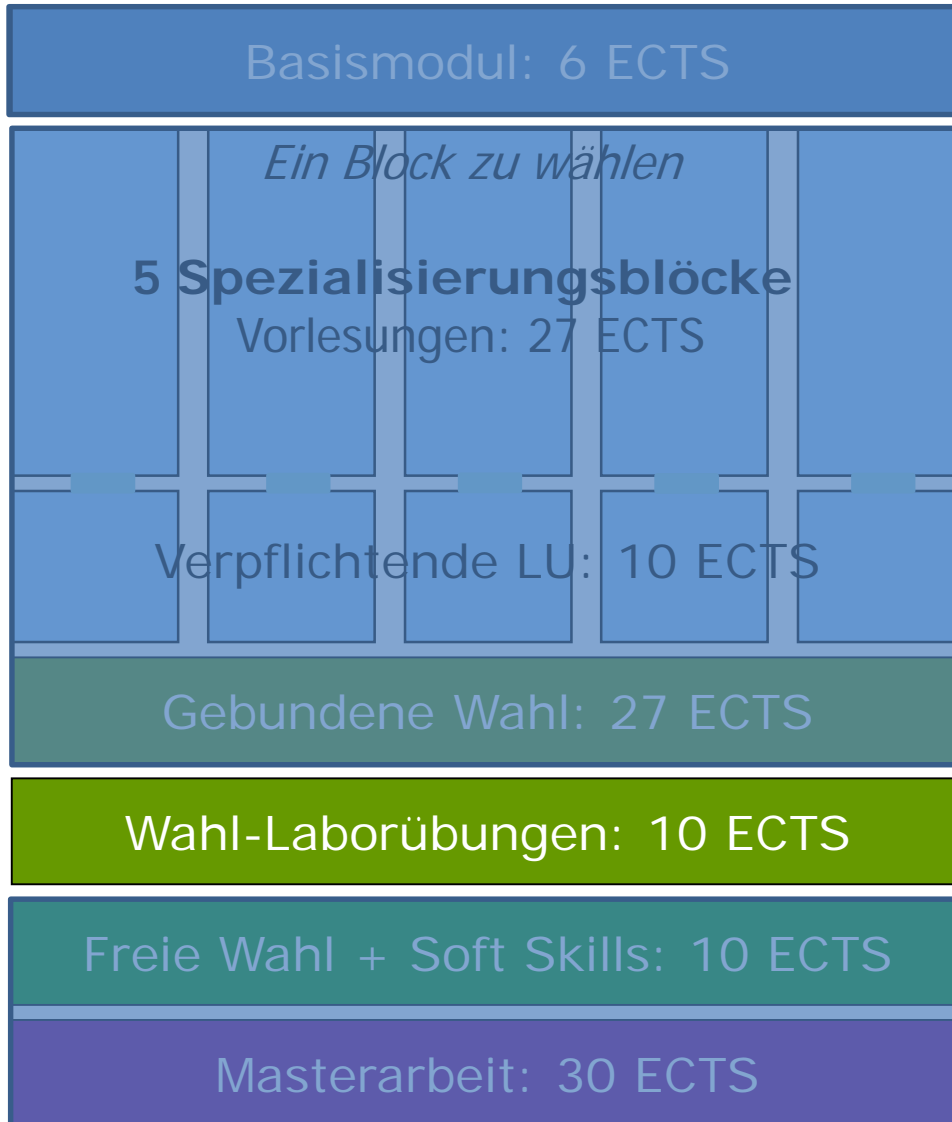 Basismodul: 6 ECTS
Ein Block zu wählen
5 Spezialisierungsblöcke
Vorlesungen: 27 ECTS
Verpflichtende LU: 10 ECTS
Gebundene Wahl: 27 ECTS
Wahl-Laborübungen: 10 ECTS
Freie Wahl + Soft Skills: 10 ECTS
Masterarbeit: 30 ECTS